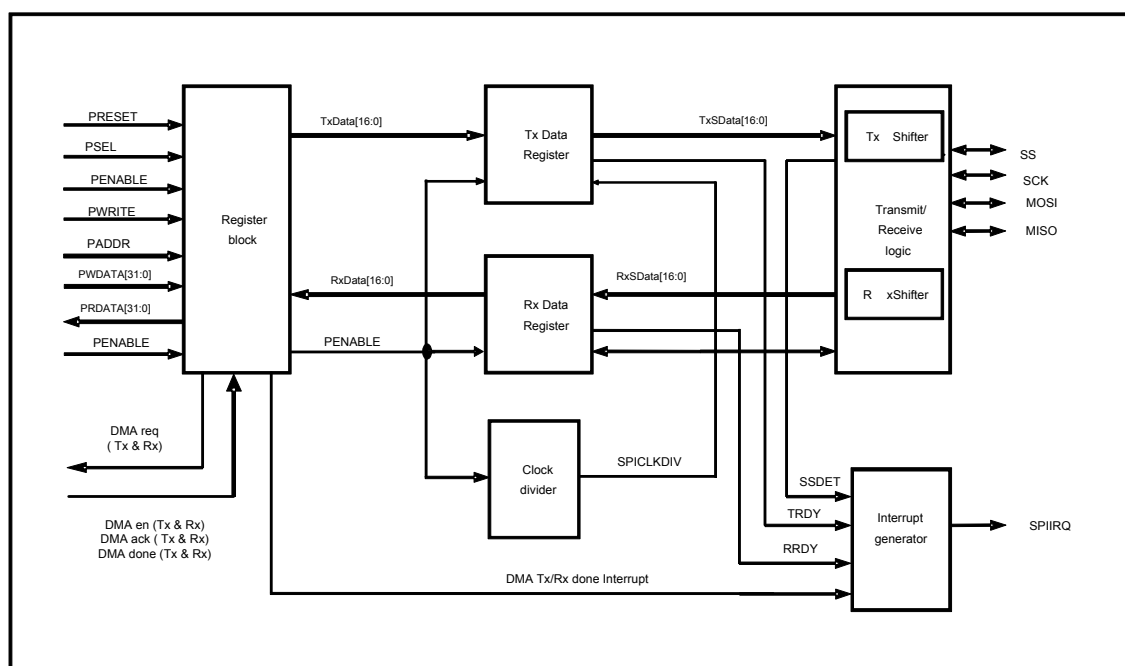 PRESET
PSEL
PENABLE
PWRITE
PADDR
PWDATA[31:0]
PRDATA[31:0]
PENABLE
Register
block
DMA req
( Tx & Rx)
DMA en (Tx & Rx)
DMA ack ( Tx & Rx)
DMA done (Tx & Rx)
TxData[16:0]
RxData[16:0]
PENABLE
Tx Data
Register
Rx Data
Register
Clock
divider
SPICLKDIV
DMA Tx/Rx done Interrupt
TxSData[16:0]
RxSData[16:0]
Tx Shifter
Transmit/
Receive
logic
R xShifter
SS
SCK
MOSI
MISO
SSDET
TRDY
RRDY
Interrupt
generator
SPIIRQ